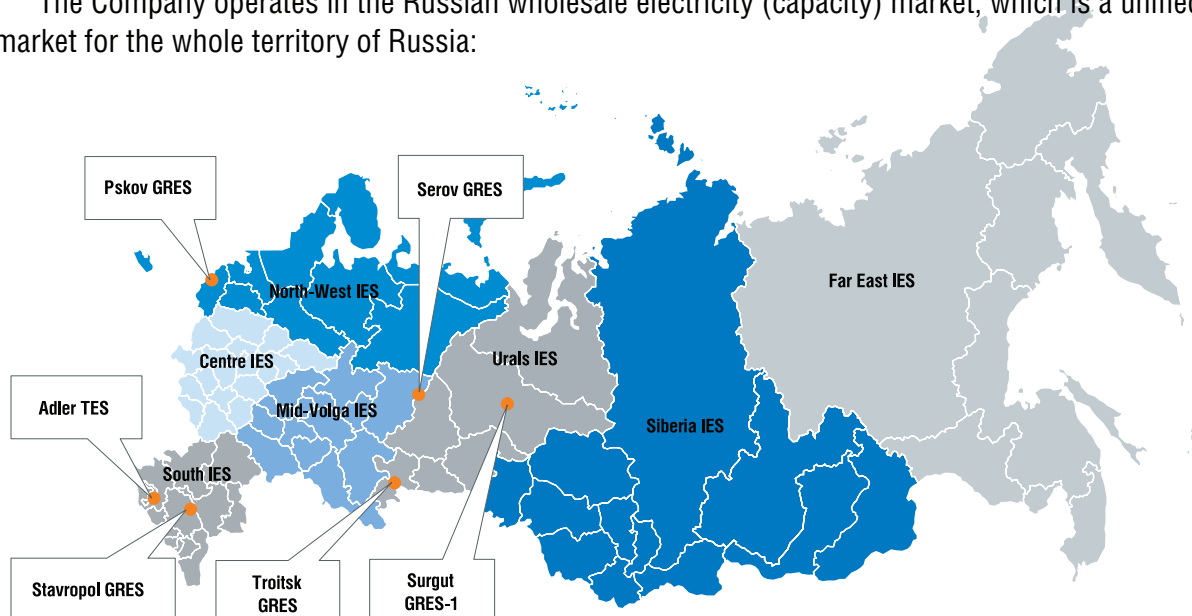 The Company operates in the Russian wholesale electricity (capacity) market, which is a unified
market for the whole territory of Russia:
Pskov GRES
Serov GRES
North-West IES
Far East IES
Centre IES
Urals IES
Adler TES
Mid-Volga IES
Siberia IES
South IES
Stavropol GRES
Troitsk
GRES
Surgut
GRES-1